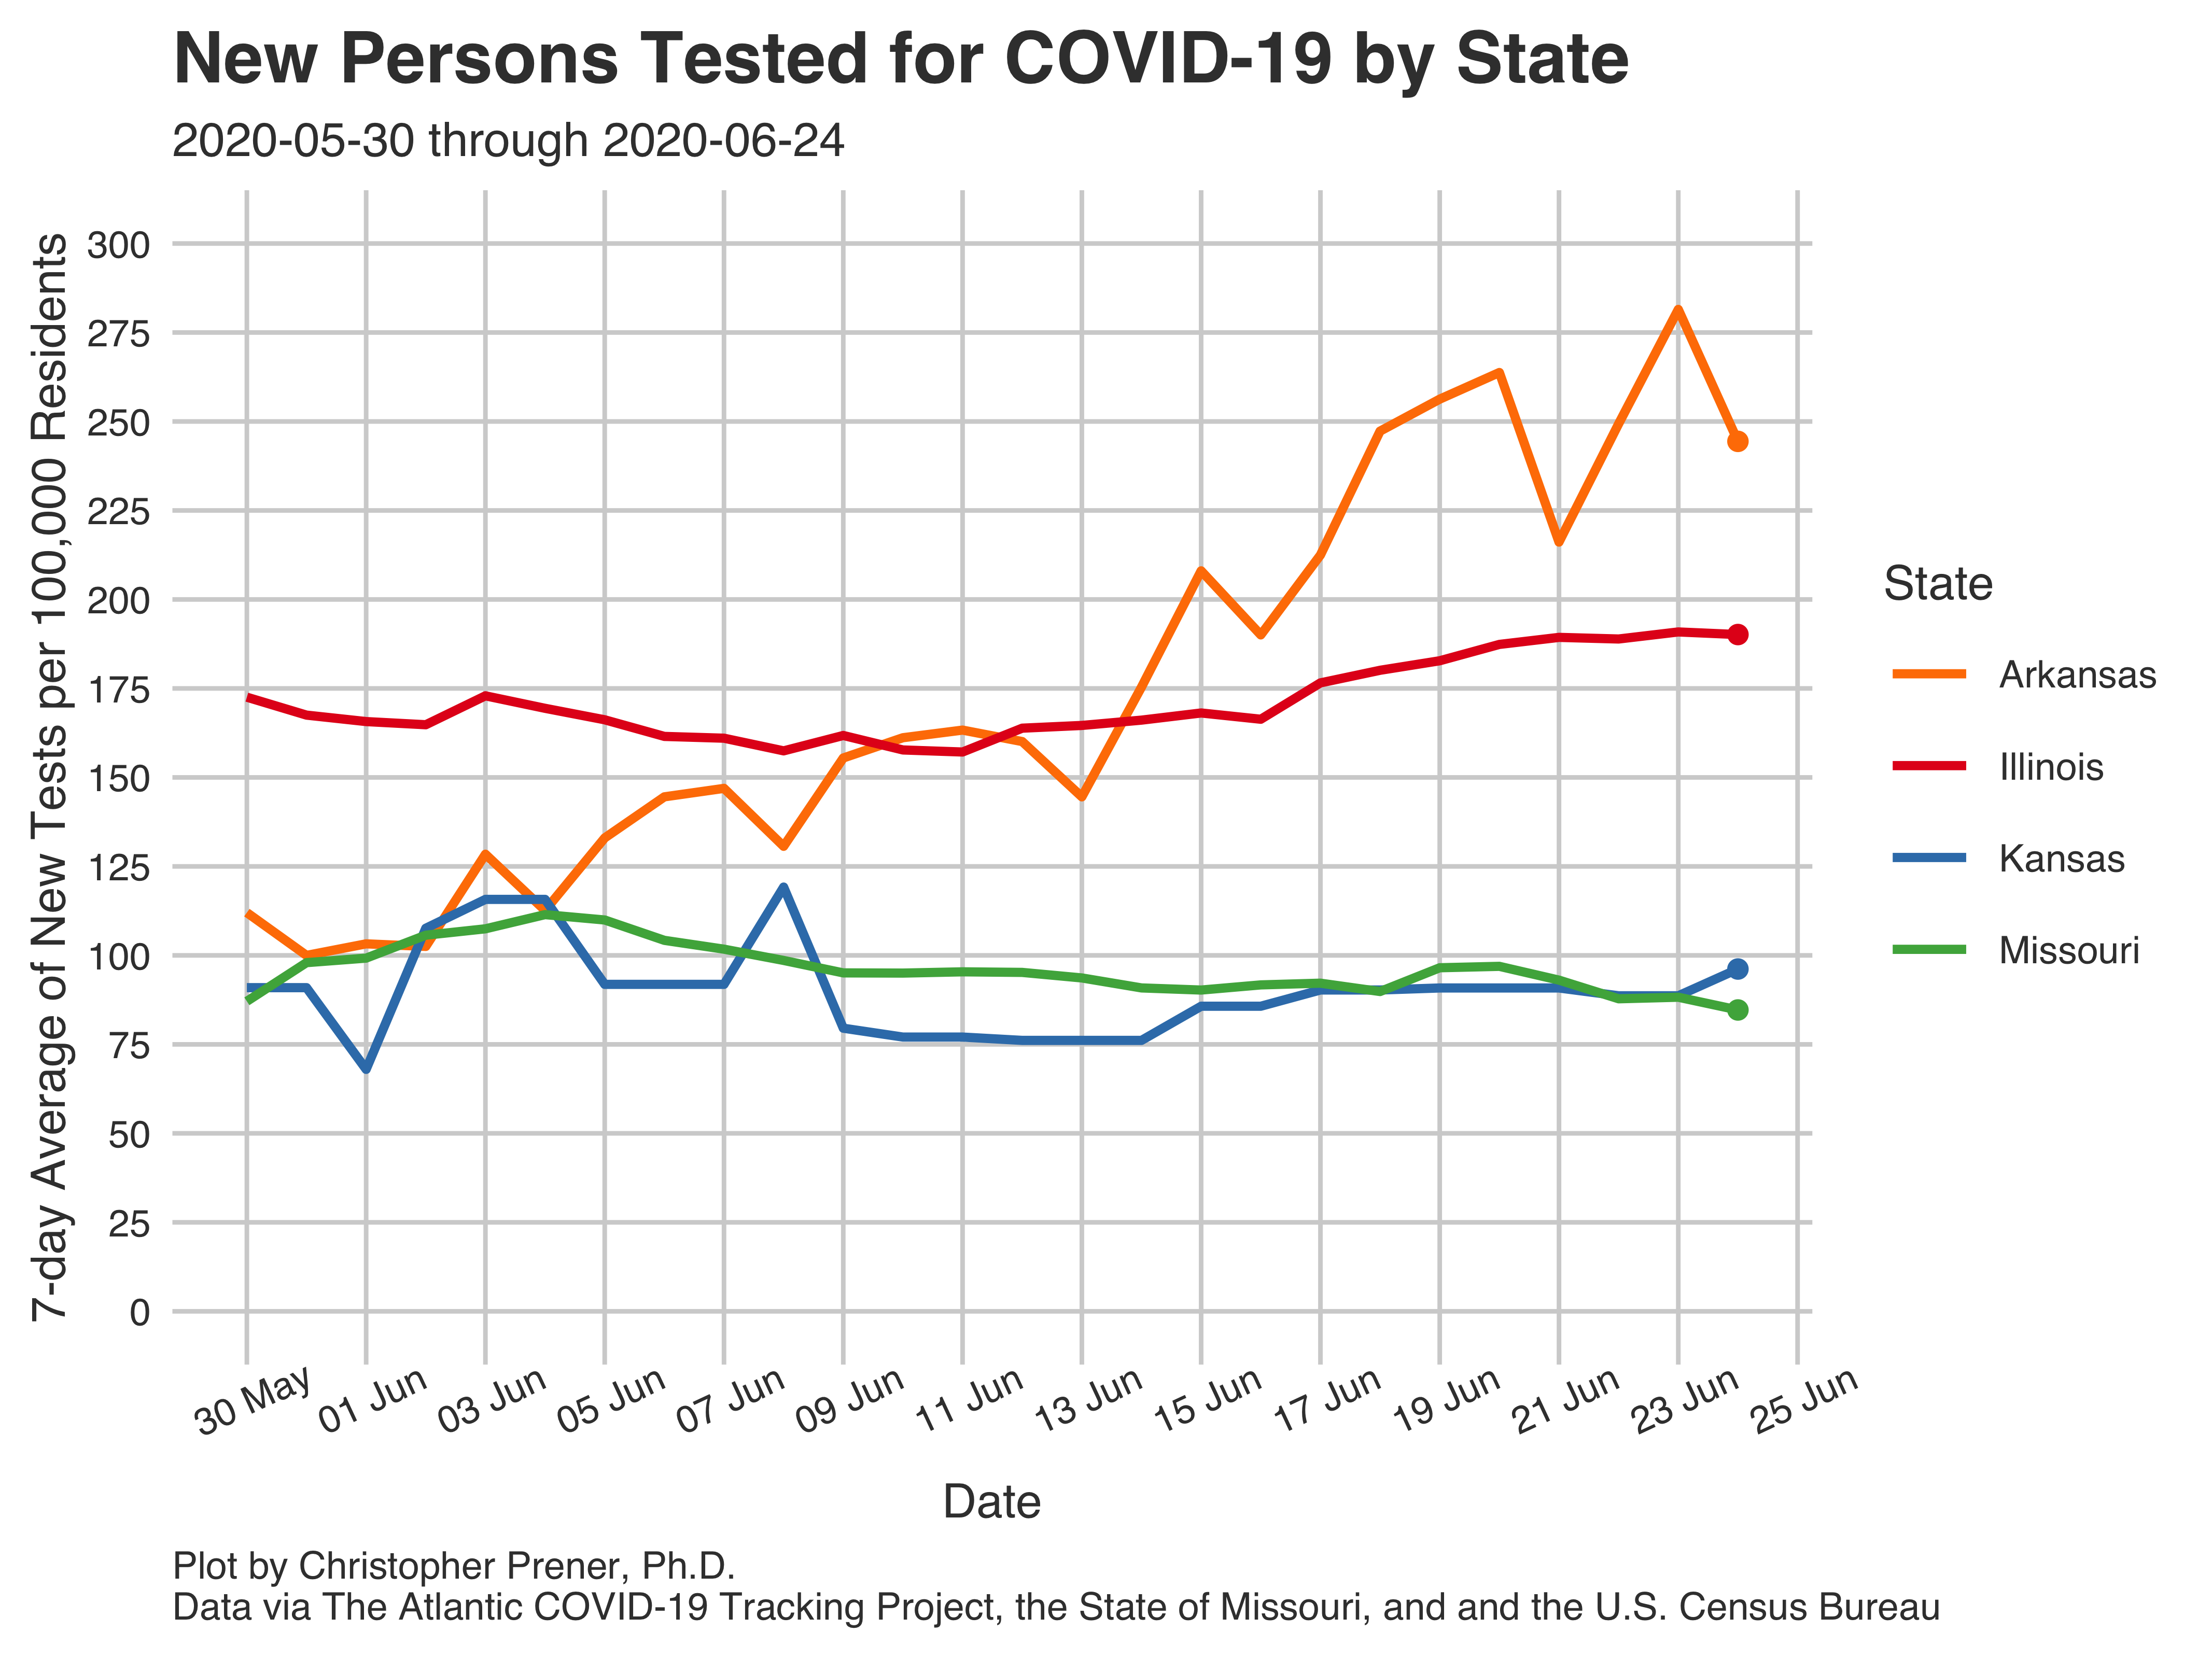 New Persons Tested for COVID-19 by State
2020-05-30 through 2020-06-24
7-day Average of New Tests per 100,000 Residents
300
275
250
225
200
175
150
125
100
75
50
25
0
30 May
01 Jun
03 Jun
05 Jun
07 Jun
09 Jun
11 Jun
13 Jun
15 Jun
17 Jun
19 Jun
21 Jun
23 Jun
25 Jun
Date
State
Arkansas
Illinois
Kansas
Missouri
Plot by Christopher Prener, Ph.D.
Data via The Atlantic COVID-19 Tracking Project, the State of Missouri, and and the U.S. Census Bureau